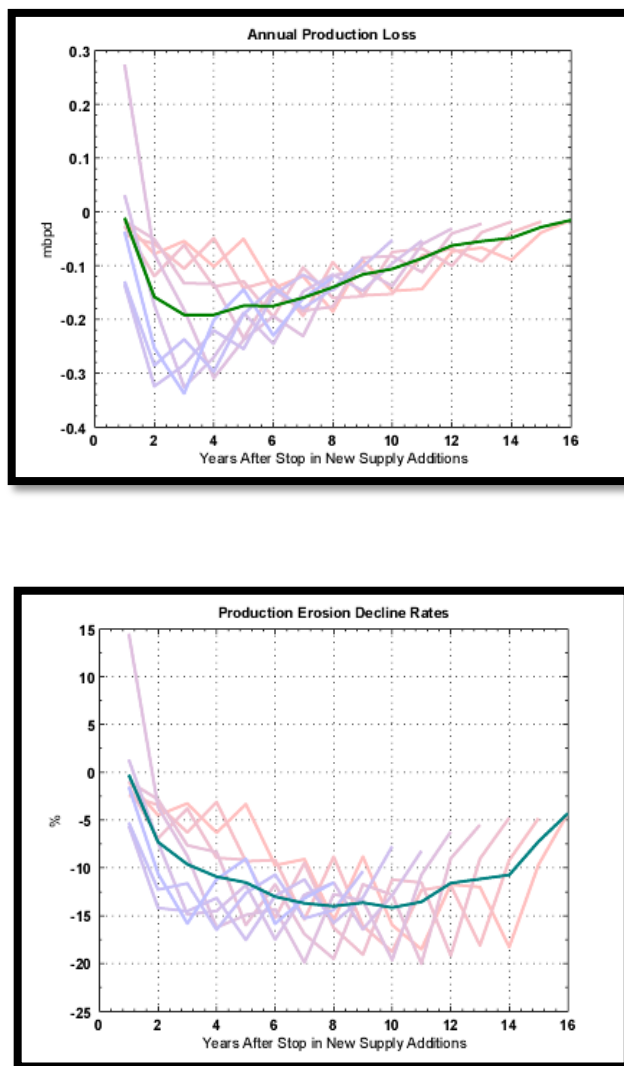 Annual Production Loss
0.3
0.2
0.1
0
-0.1
-0.2
-0.3
-0.4
mbpd
0 2 4 6 8 10 12 14 16
Years After Stop in New Supply Additions
Production Erosion Decline Rates
15
10
5
0
-5
-10
-15
-20
-25
%
0 2 4 6 8 10 12 14 16
Years After Stop in New Supply Additions